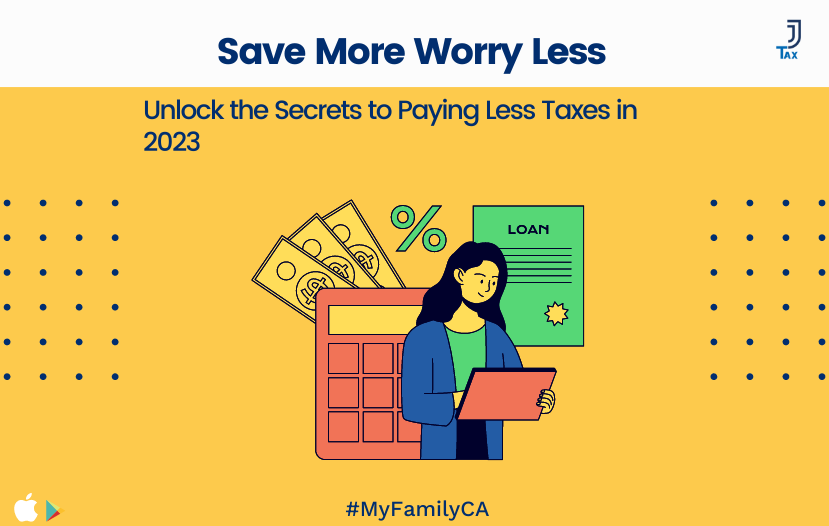 Save More Worry Less
J
TAX
Unlock the Secrets to Paying Less Taxes in
2023
%
LOAN
$
$
$
#MyFamilyCA